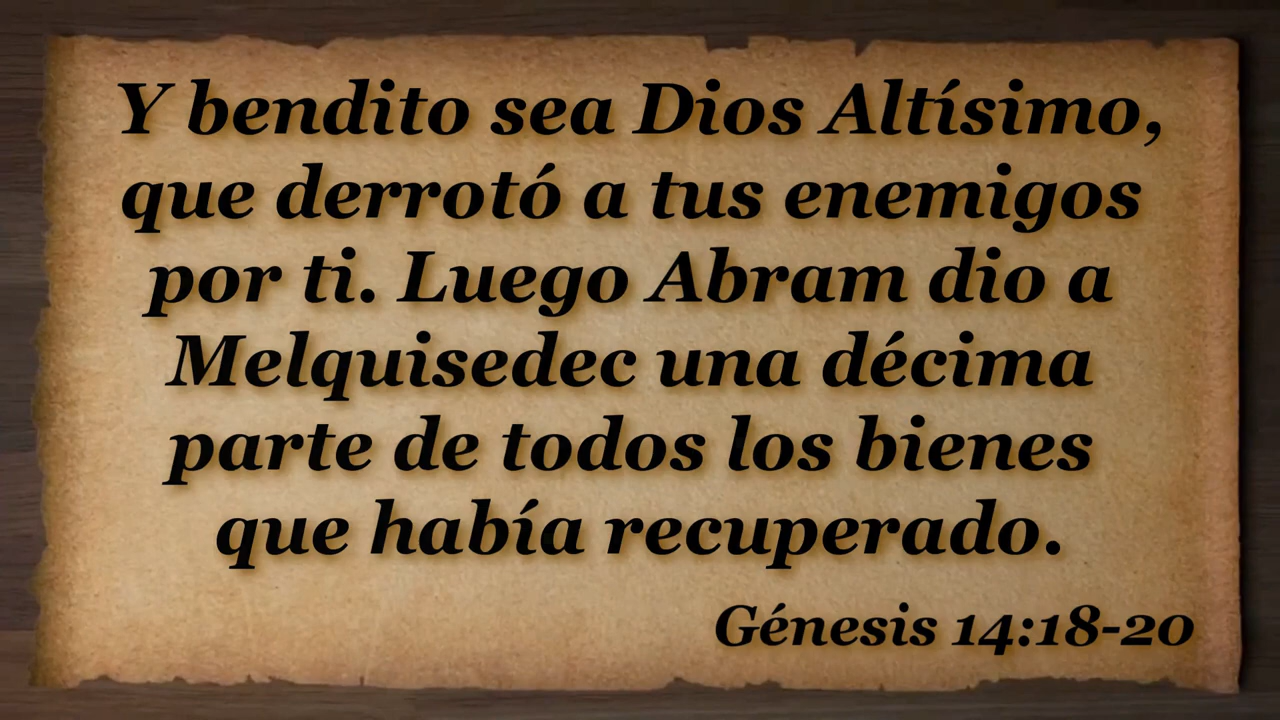 Y bendito sea Dios Altísimo,
que derrotó a tus enemigos
por ti. Luego Abram dio a
Melquisedec una décima
parte de todos los bienes
que había recuperado.
Génesis 14:18-20